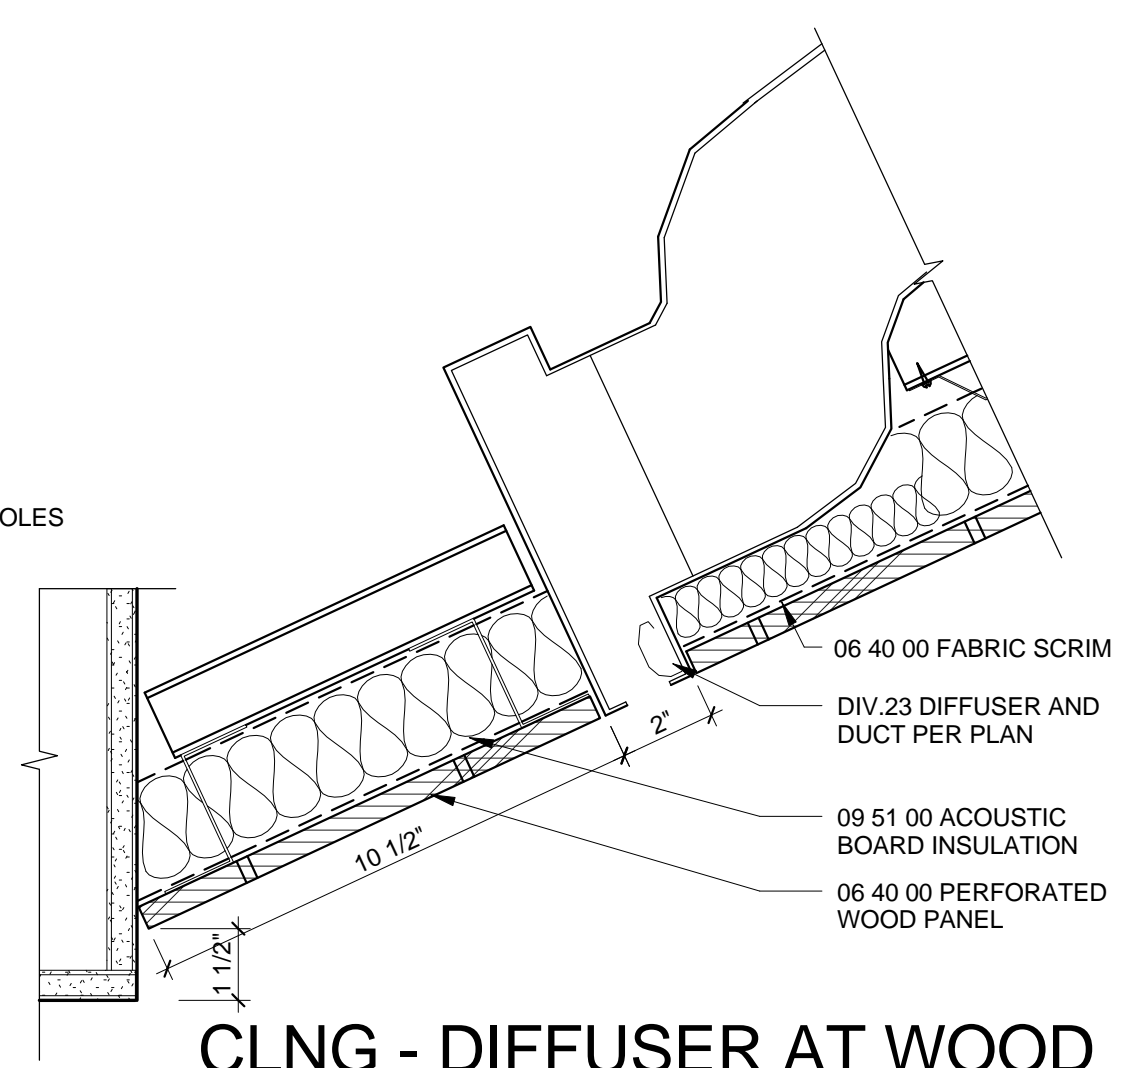 OLES
06 40 00 FABRIC SCRIM
DIV.23 DIFFUSER AND
DUCT PER PLAN
2"
09 51 00 ACOUSTIC
BOARD INSULATION
10 1/2"
06 40 00 PERFORATED
WOOD PANEL
1 1/2"
CLNG - DIFFUSER AT WOOD